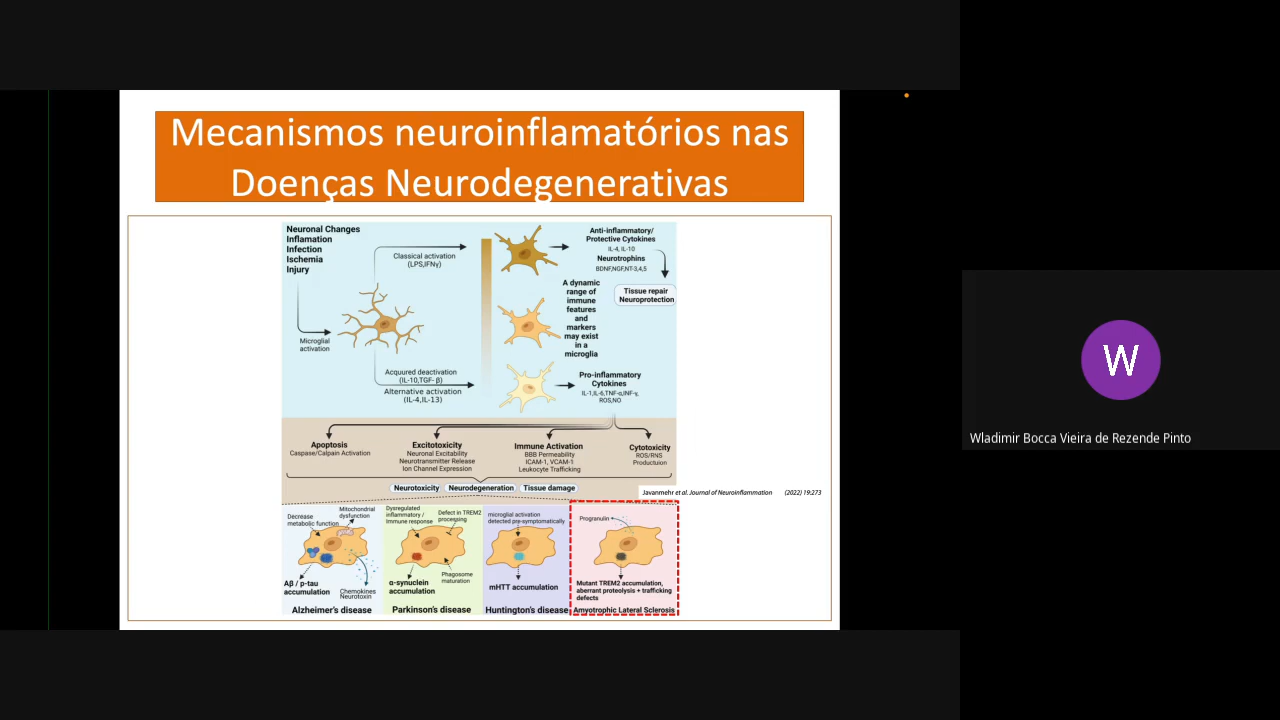 Mecanismos neuroinflamatórios nas
Doenças Neurodegenerativas
Neuronal Changes
Inflamation
Infection
Ischemia
Injury
Classical activation
(LPS,IFNγ)
Anti-inflammatory/
Protective Cytokines
IL-4, IL-10
Neurotrophins
BDNF,NGF,NT-3,4,5
Tissue repair
Neuroprotection
A dynamic
range of
immune
features
and
markers
may exist
in a
microglia
Microglial
activation
Acquured deactivation
(IL-10,TGF- β)
Alternative activation
(IL-4,IL-13)
Pro-inflammatory
Cytokines
IL-1,IL-6,TNF-α,INF-γ,
ROS,NO
Apoptosis
Caspase/Calpain Activation
Excitotoxicity
Neuronal Excitability
Neurotransmitter Release
Ion Channel Expression
Immune Activation
BBB Permeability
ICAM-1, VCAM-1
Leukocyte Trafficking
Cytotoxicity
ROS/RNS
Productuion
Neurotoxicity Neurodegeneration Tissue damage
Javanmehr et al. Journal of Neuroinflammation (2022) 19:273
Decrease
metabolic function
Mitochondrial
dysfunction
Aβ / p-tau
accumulation
Chemokines
Neurotoxin
Alzheimer's disease
Dysregulated
inflammatory /
Immune response
Defect in TREM2
processing
Phagosome
maturation
α-synuclein
accumulation
Parkinson's disease
microglial activation
detected pre-symptomatically
mHTT accumulation
Huntington's disease
Progranulin
Mutant TREM2 accumulation,
aberrant proteolysis + trafficking
defects
Amyotrophic Lateral Sclerosis
W
Wladimir Bocca Vieira de Rezende Pinto